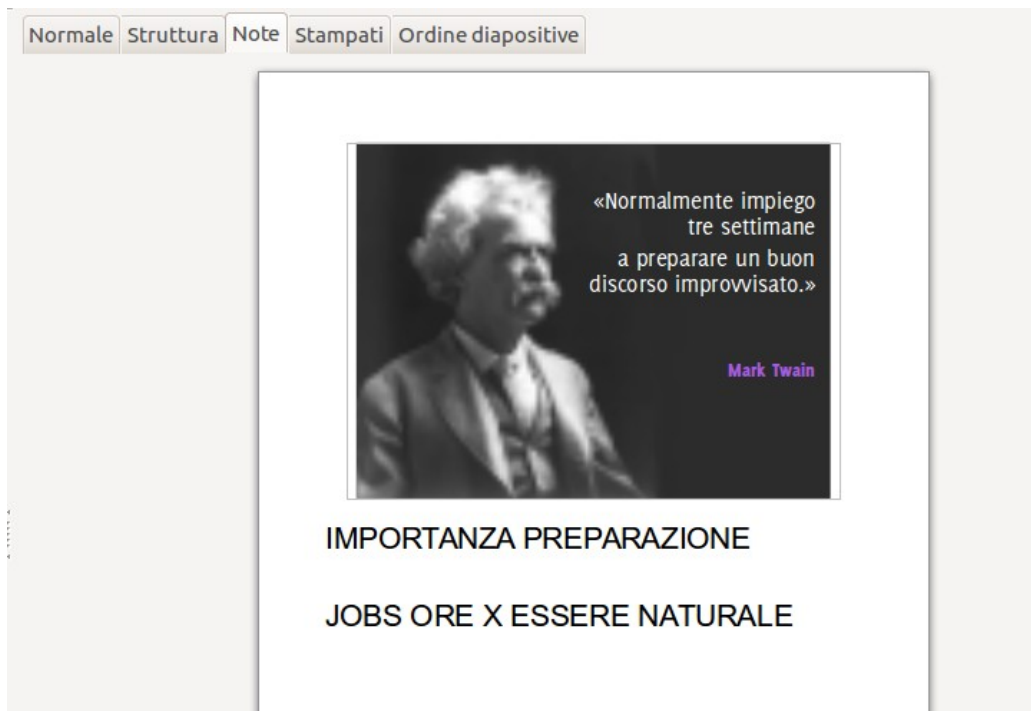 Normale Struttura Note Stampati Ordine diapositive
«Normalmente impiego
tre settimane
a preparare un buon
discorso improvvisato.»
Mark Twain
IMPORTANZA PREPARAZIONE
JOBS ORE X ESSERE NATURALE